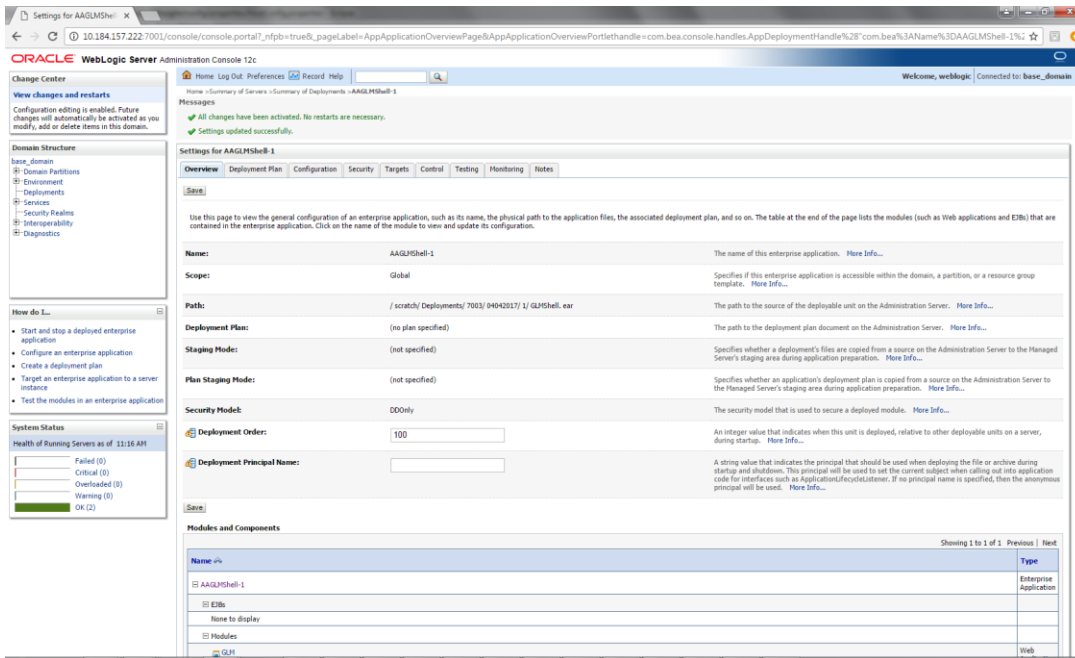 Settings for AAGLMShell-
10.184.157.222:7001/console/console.portal?_nfpb=true&_pageLabel=AppApplicationOverviewPage&AppApplicationOverviewPortlethandle=com.bea.console.handles.AppDeploymentHandle%28"com.bea%3AName%3DAAGLMShell-1%2
ORACLE WebLogic Server Administration Console 12c
Change Center
View changes and restarts
Configuration editing is enabled. Future
changes will automatically be activated as you
modify, add or delete items in this domain.
Domain Structure
base_domain
Domain Partitions
Environment
Deployments
Services
Security Realms
Interoperability
Diagnostics
How do I...
Start and stop a deployed enterprise
application
Configure an enterprise application
Create a deployment plan
Target an enterprise application to a server
instance
Test the modules in an enterprise application
System Status
Health of Running Servers as of 11:16 AM
Failed (0)
Critical (0)
Overloaded (0)
Warning (0)
OK (2)
Home Log Out Preferences Record Help
Welcome, weblogic Connected to: base_domain
Home >Summary of Servers >Summary of Deployments >AAGLMShell-1
Messages
All changes have been activated. No restarts are necessary.
Settings updated successfully.
Settings for AAGLMShell-1
Overview Deployment Plan Configuration Security Targets Control Testing Monitoring Notes
Save
Use this page to view the general configuration of an enterprise application, such as its name, the physical path to the application files, the associated deployment plan, and so on. The table at the end of the page lists the modules (such as Web applications and EJBs) that are
contained in the enterprise application. Click on the name of the module to view and update its configuration.
Name: AAGLMShell-1 The name of this enterprise application. More Info...
Scope: Global Specifies if this enterprise application is accessible within the domain, a partition, or a resource group
template. More Info...
Path: / scratch/ Deployments/ 7003/ 04042017/ 1/ GLMShell. ear The path to the source of the deployable unit on the Administration Server. More Info...
Deployment Plan: (no plan specified) The path to the deployment plan document on the Administration Server. More Info...
Staging Mode: (not specified) Specifies whether a deployment's files are copied from a source on the Administration Server to the Managed
Server's staging area during application preparation. More Info...
Plan Staging Mode: (not specified) Specifies whether an application's deployment plan is copied from a source on the Administration Server to
the Managed Server's staging area during application preparation. More Info...
Security Model: DDOnly The security model that is used to secure a deployed module. More Info...
Deployment Order: 100 An integer value that indicates when this unit is deployed, relative to other deployable units on a server,
during startup. More Info...
Deployment Principal Name: A string value that indicates the principal that should be used when deploying the file or archive during
startup and shutdown. This principal will be used to set the current subject when calling out into application
code for interfaces such as ApplicationLifecycleListener. If no principal name is specified, then the anonymous
principal will be used. More Info...
Save
Modules and Components
Showing 1 to 1 of 1 Previous | Next
Name Type
AAGLMShell-1 Enterprise
Application
EJBs
None to display
Modules
GLM Web